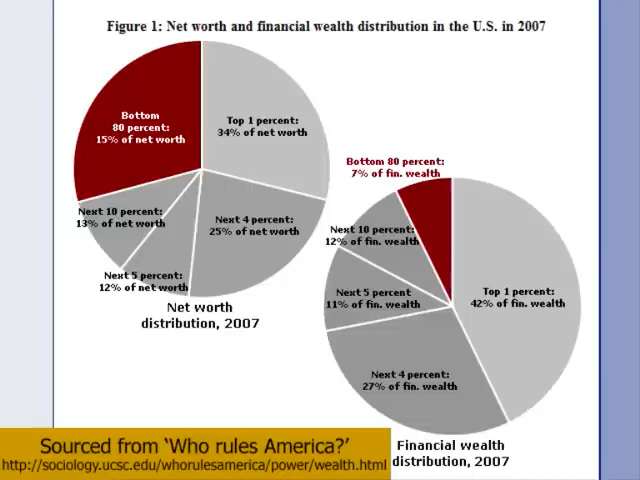 Figure 1: Net worth and financial wealth distribution in the U.S. in 2007
Bottom
80 percent:
15% of net worth
Top 1 percent:
34% of net worth
Next 10 percent:
13% of net worth
Next 4 percent:
25% of net worth
Next 5 percent:
12% of net worth
Net worth
distribution, 2007
Bottom 80 percent:
7% of fin. wealth
Next 10 percent:
12% of fin. wealth
Next 5 percent
11% of fin. wealth
Top 1 percent:
42% of fin. wealth
Next 4 percent:
27% of fin. wealth
Financial wealth
distribution, 2007
Sourced from ‘Who rules America?’
http://sociology.ucsc.edu/whorulesamerica/power/wealth.html